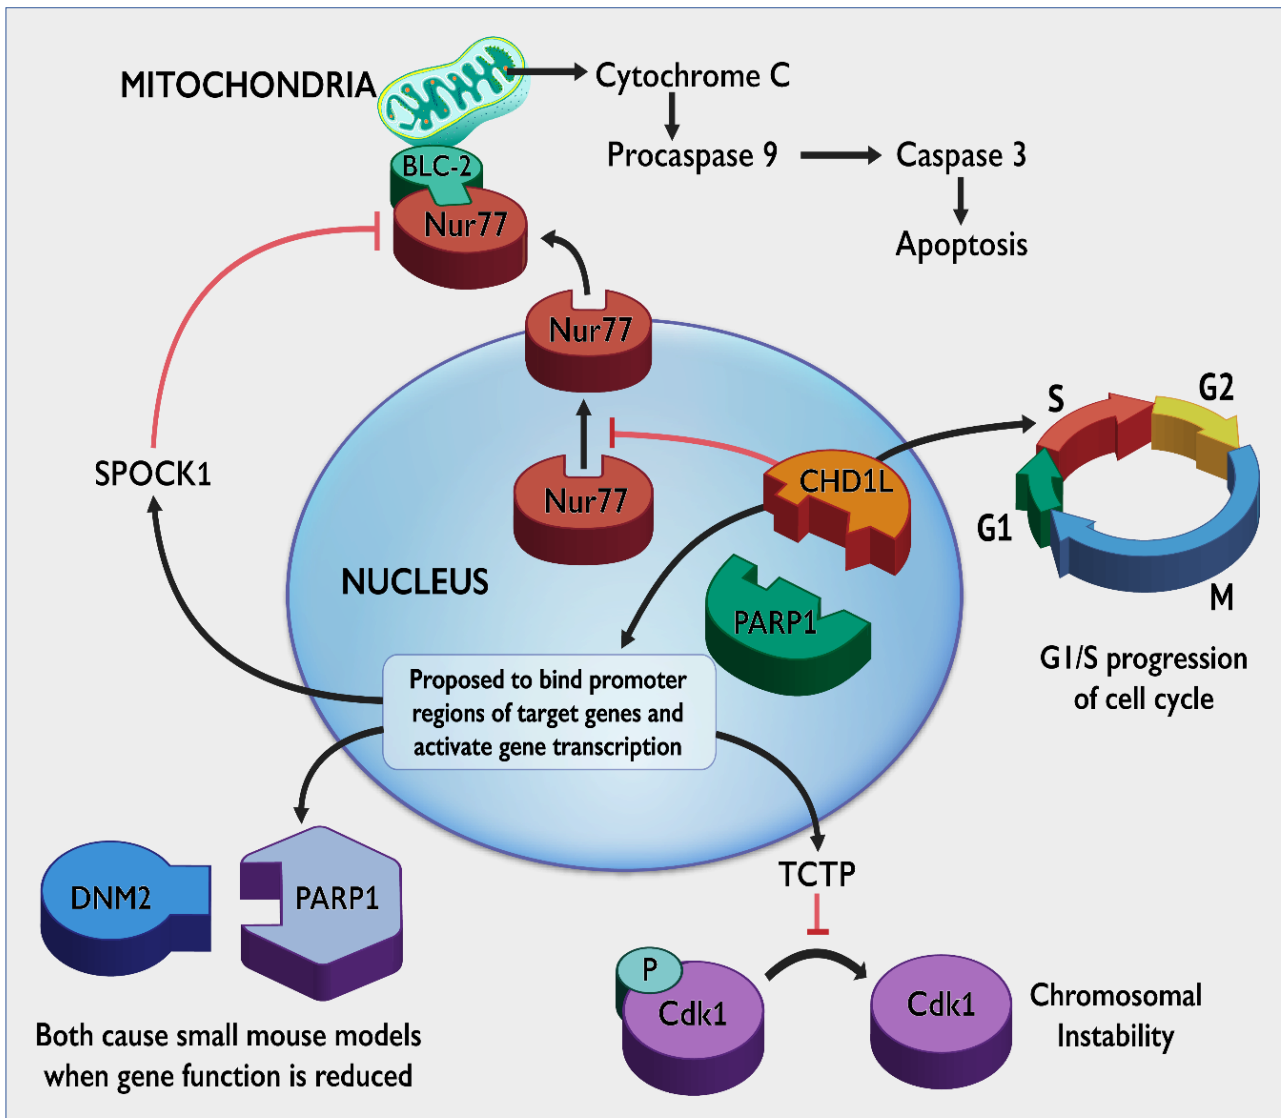 MITOCHONDRIA
Cytochrome C
Procaspase 9
Caspase 3
Apoptosis
BLC-2
Nur77
Nur77
Nur77
SPOCK1
CHD1L
PARP1
NUCLEUS
S
G2
G1
M
G1/S progression
of cell cycle
Proposed to bind promoter
regions of target genes and
activate gene transcription
DNM2
PARP1
Both cause small mouse models
when gene function is reduced
TCTP
P
Cdk1
Cdk1
Chromosomal
Instability